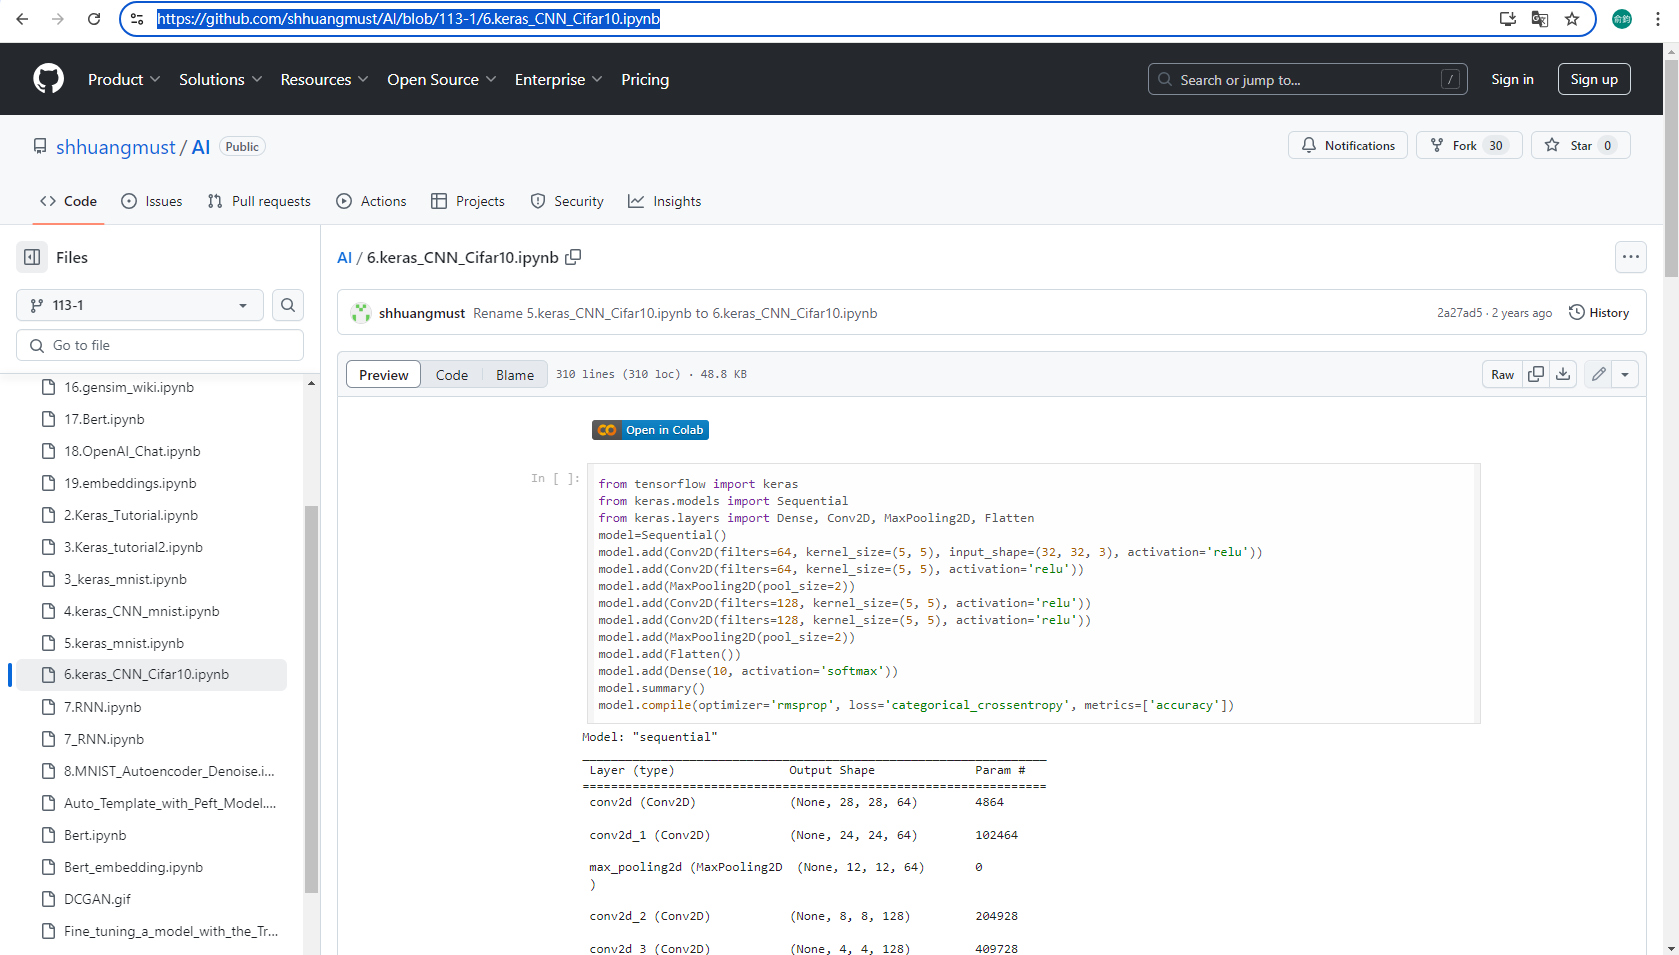 https://github.com/shhuangmust/AI/blob/113-1/6.keras_CNN_Cifar10.ipynb
俞鈞
Product Solutions Resources Open Source Enterprise Pricing Search or jump to... / Sign in Sign up
shhuangmust / AI Public Notifications Fork 30 Star 0
Code Issues Pull requests Actions Projects Security Insights
Files
113-1
Go to file
16.gensim_wiki.ipynb
17.Bert.ipynb
18.OpenAI_Chat.ipynb
19.embeddings.ipynb
2.Keras_Tutorial.ipynb
3.Keras_tutorial2.ipynb
3_keras_mnist.ipynb
4.keras_CNN_mnist.ipynb
5.keras_mnist.ipynb
6.keras_CNN_Cifar10.ipynb
7.RNN.ipynb
7_RNN.ipynb
8.MNIST_Autoencoder_Denoise.i...
Auto_Template_with_Peft_Model....
Bert.ipynb
Bert_embedding.ipynb
DCGAN.gif
Fine_tuning_a_model_with_the_Tr...
AI / 6.keras_CNN_Cifar10.ipynb
shhuangmust Rename 5.keras_CNN_Cifar10.ipynb to 6.keras_CNN_Cifar10.ipynb 2a27ad5 · 2 years ago History
Preview Code Blame 310 lines (310 loc) · 48.8 KB Raw
Open in Colab
In [ ]:
from tensorflow import keras
from keras.models import Sequential
from keras.layers import Dense, Conv2D, MaxPooling2D, Flatten
model=Sequential()
model.add(Conv2D(filters=64, kernel_size=(5, 5), input_shape=(32, 32, 3), activation='relu'))
model.add(Conv2D(filters=64, kernel_size=(5, 5), activation='relu'))
model.add(MaxPooling2D(pool_size=2))
model.add(Conv2D(filters=128, kernel_size=(5, 5), activation='relu'))
model.add(Conv2D(filters=128, kernel_size=(5, 5), activation='relu'))
model.add(MaxPooling2D(pool_size=2))
model.add(Flatten())
model.add(Dense(10, activation='softmax'))
model.summary()
model.compile(optimizer='rmsprop', loss='categorical_crossentropy', metrics=['accuracy'])
Model: "sequential"
_________________________________________________________________
Layer (type) Output Shape Param #
=================================================================
conv2d (Conv2D) (None, 28, 28, 64) 4864
conv2d_1 (Conv2D) (None, 24, 24, 64) 102464
max_pooling2d (MaxPooling2D (None, 12, 12, 64) 0
)
conv2d_2 (Conv2D) (None, 8, 8, 128) 204928
conv2d_3 (Conv2D) (None, 4, 4, 128) 409728